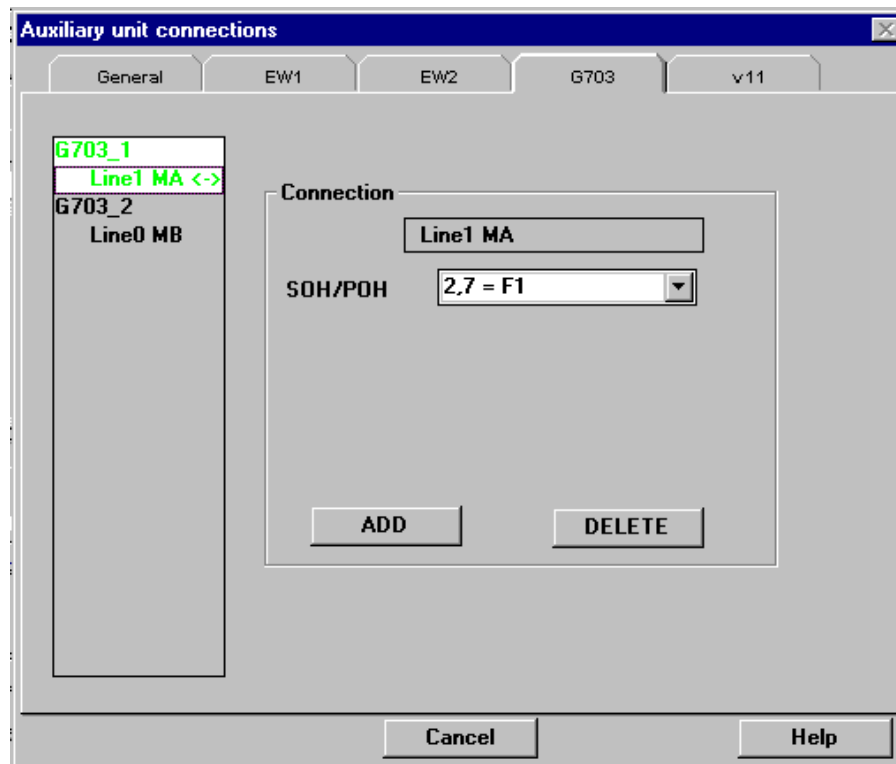 Auxiliary unit connections
General EW1 EW2 G703 v11
G703_1
Line1 MA <->
G703_2
Line0 MB
Connection
Line1 MA
SOH/POH 2,7 = F1
ADD DELETE
Cancel Help